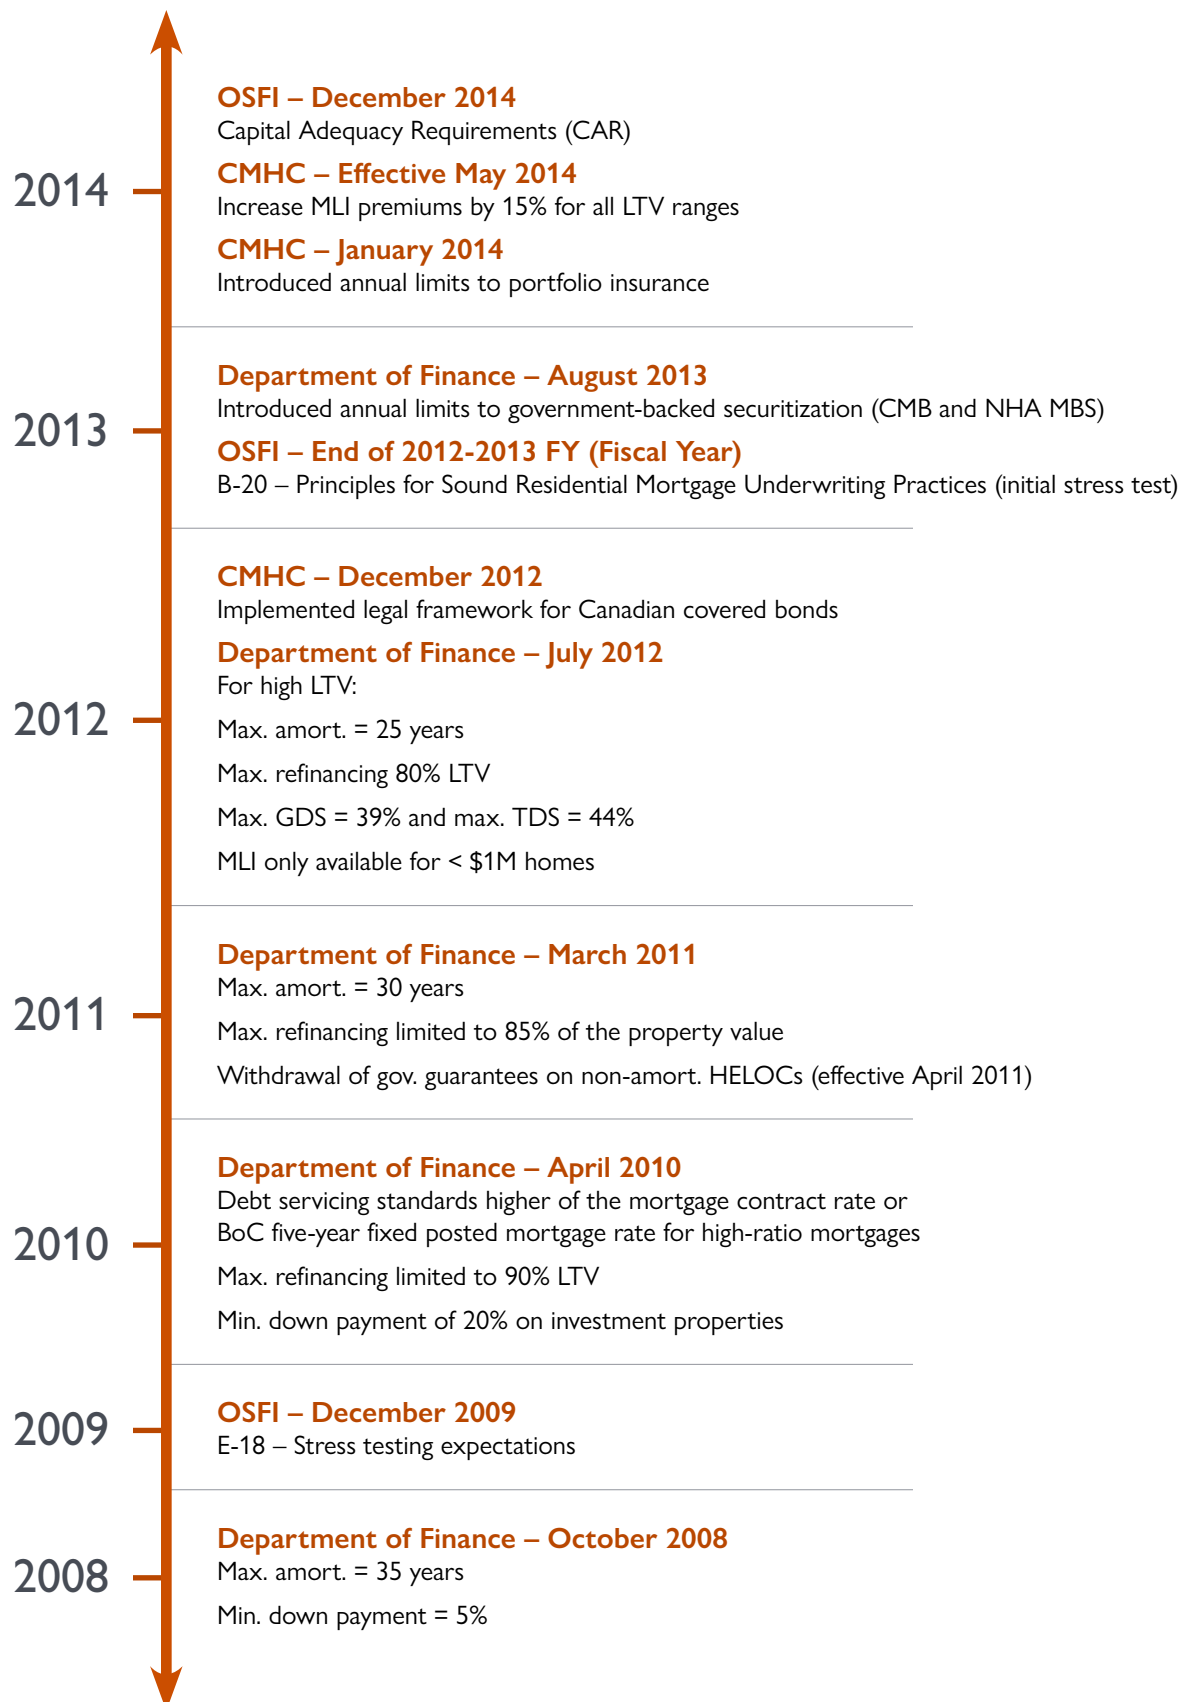 2014
OSFI – December 2014
Capital Adequacy Requirements (CAR)
CMHC – Effective May 2014
Increase MLI premiums by 15% for all LTV ranges
CMHC – January 2014
Introduced annual limits to portfolio insurance
2013
Department of Finance – August 2013
Introduced annual limits to government-backed securitization (CMB and NHA MBS)
OSFI – End of 2012-2013 FY (Fiscal Year)
B-20 – Principles for Sound Residential Mortgage Underwriting Practices (initial stress test)
2012
CMHC – December 2012
Implemented legal framework for Canadian covered bonds
Department of Finance – July 2012
For high LTV:
Max. amort. = 25 years
Max. refinancing 80% LTV
Max. GDS = 39% and max. TDS = 44%
MLI only available for < $1M homes
2011
Department of Finance – March 2011
Max. amort. = 30 years
Max. refinancing limited to 85% of the property value
Withdrawal of gov. guarantees on non-amort. HELOCs (effective April 2011)
2010
Department of Finance – April 2010
Debt servicing standards higher of the mortgage contract rate or
BoC five-year fixed posted mortgage rate for high-ratio mortgages
Max. refinancing limited to 90% LTV
Min. down payment of 20% on investment properties
2009
OSFI – December 2009
E-18 – Stress testing expectations
2008
Department of Finance – October 2008
Max. amort. = 35 years
Min. down payment = 5%